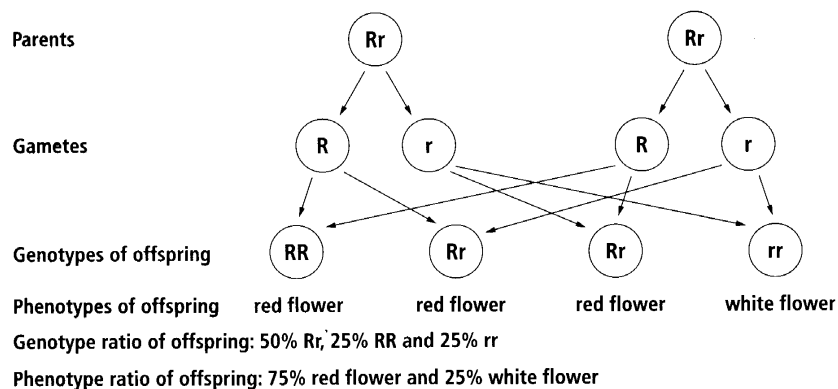 Parents Rr Rr
Gametes R r R r
Genotypes of offspring RR Rr Rr rr
Phenotypes of offspring red flower red flower red flower white flower
Genotype ratio of offspring: 50% Rr, 25% RR and 25% rr
Phenotype ratio of offspring: 75% red flower and 25% white flower